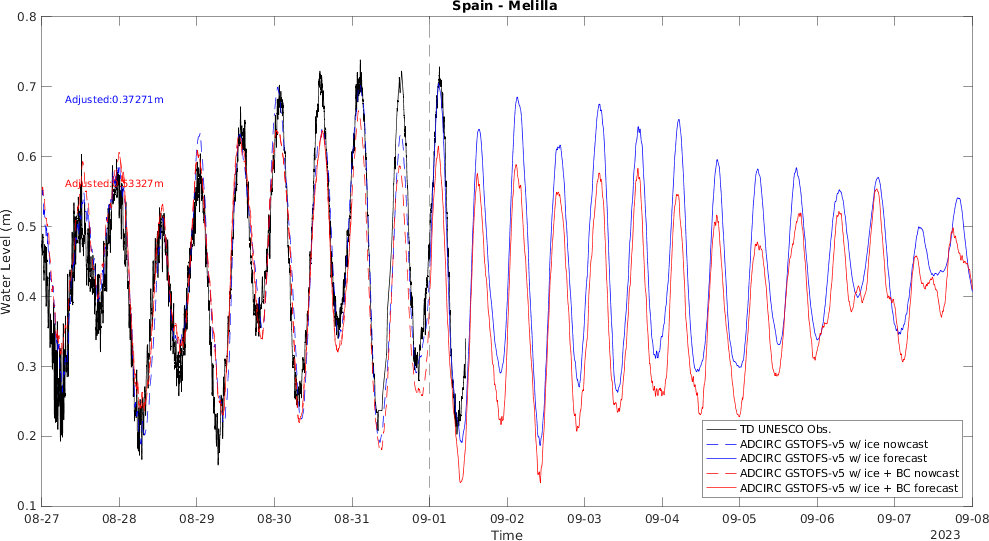 Spain - Melilla
Water Level (m)
0.8
0.7
0.6
0.5
0.4
0.3
0.2
0.1
Adjusted:0.37271m
TD UNESCO Obs.
ADCIRC GSTOFS-v5 w/ ice nowcast
ADCIRC GSTOFS-v5 w/ ice forecast
ADCIRC GSTOFS-v5 w/ ice + BC nowcast
ADCIRC GSTOFS-v5 w/ ice + BC forecast
08-27 08-28 08-29 08-30 08-31 09-01 09-02 09-03 09-04 09-05 09-06 09-07 09-08
Time
2023